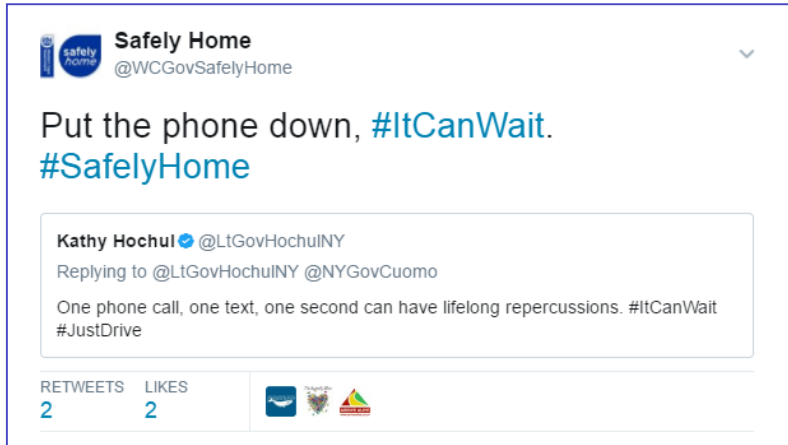 safely
home
Safely Home
@WCGovSafelyHome
Put the phone down, #ItCanWait.
#SafelyHome
Kathy Hochul @LtGovHochulNY
Replying to @LtGovHochulNY @NYGovCuomo
One phone call, one text, one second can have lifelong repercussions. #ItCanWait
#JustDrive
RETWEETS LIKES
2 2